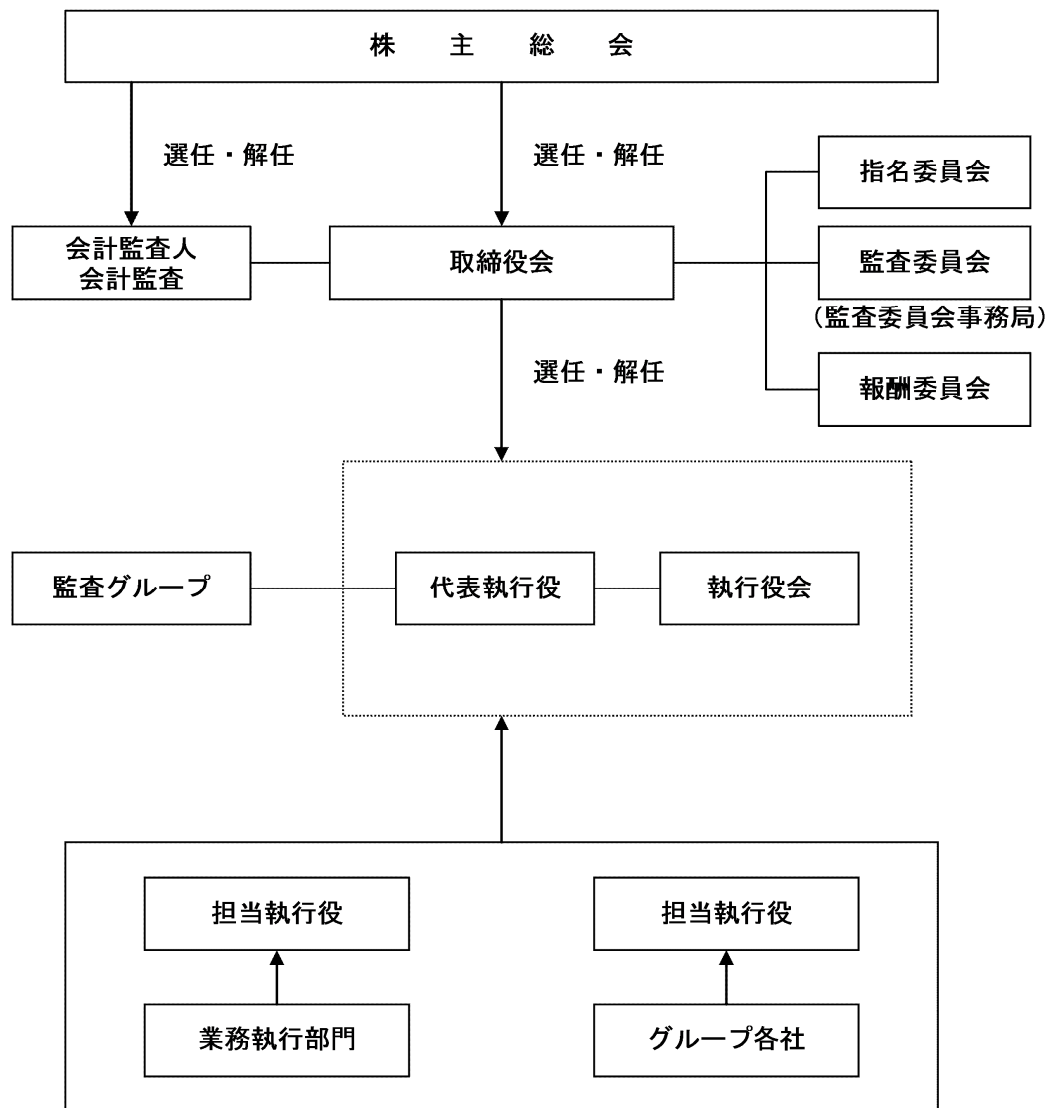 株 主 総 会
選任・解任
選任・解任
指名委員会
会計監査人
会計監査
取締役会
監査委員会
(監査委員会事務局)
選任・解任
報酬委員会
監査グループ
代表執行役
執行役会
担当執行役
担当執行役
業務執行部門
グループ各社